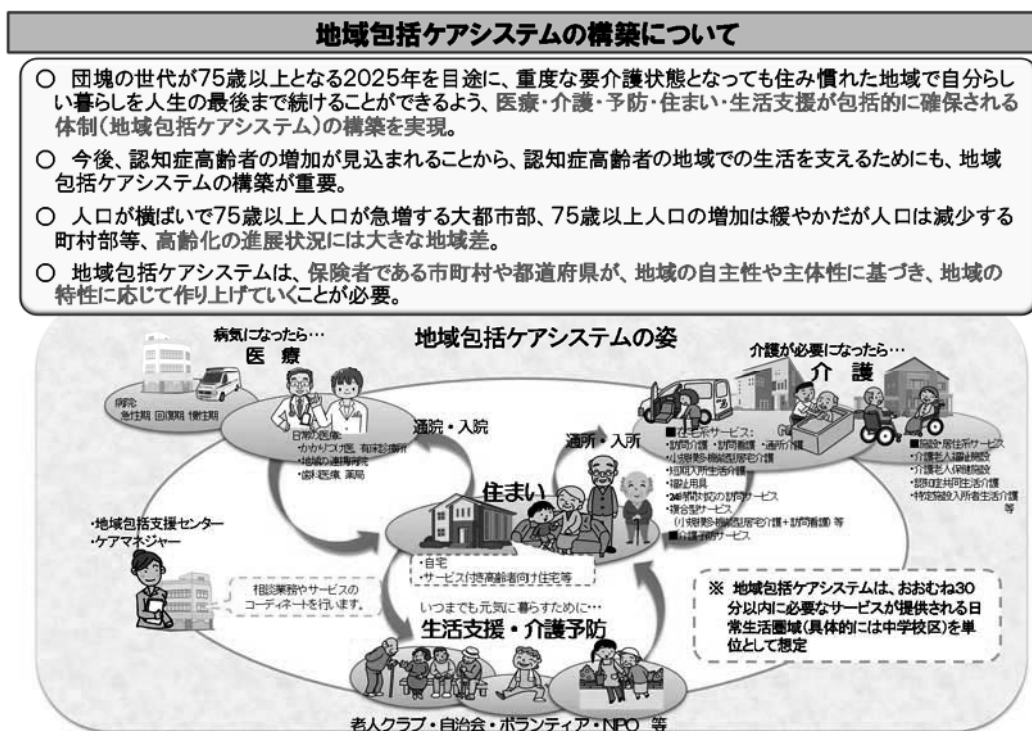 地域包括ケアシステムの構築について
○ 団塊の世代が75歳以上となる2025年を目途に、重度な要介護状態となっても住み慣れた地域で自分らし
い暮らしを人生の最後まで続けることができるよう、医療・介護・予防・住まい・生活支援が包括的に確保される
体制(地域包括ケアシステム)の構築を実現。
○ 今後、認知症高齢者の増加が見込まれることから、認知症高齢者の地域での生活を支えるためにも、地域
包括ケアシステムの構築が重要。
○ 人口が横ばいで75歳以上人口が急増する大都市部、75歳以上人口の増加は緩やかだが人口は減少する
町村部等、高齢化の進展状況には大きな地域差。
○ 地域包括ケアシステムは、保険者である市町村や都道府県が、地域の自主性や主体性に基づき、地域の
特性に応じて作り上げていくことが必要。
地域包括ケアシステムの姿
病気になったら…
医 療
病院:
急性期 回復期 慢性期
日常の医療:
・かかりつけ医、有床診療所
・地域の連携病院
・歯科医療、薬局
通院・入院
介護が必要になったら…
介 護
通所・入所
■在宅系サービス:
・訪問介護 ・訪問看護 ・通所介護
・小規模多機能型居宅介護
・短期入所生活介護
・福祉用具
・24時間対応の訪問サービス
・複合型サービス
(小規模多機能型居宅介護+訪問看護) 等
■介護予防サービス
■施設・居住系サービス
・介護老人福祉施設
・介護老人保健施設
・認知症共同生活介護
・特定施設入所者生活介護
等
住まい
・自宅
・サービス付き高齢者向け住宅等
・地域包括支援センター
・ケアマネジャー
相談業務やサービスの
コーディネートを行います。
いつまでも元気に暮らすために…
生活支援・介護予防
老人クラブ・自治会・ボランティア・NPO 等
※ 地域包括ケアシステムは、おおむね30
分以内に必要なサービスが提供される日
常生活圏域(具体的には中学校区)を単
位として想定